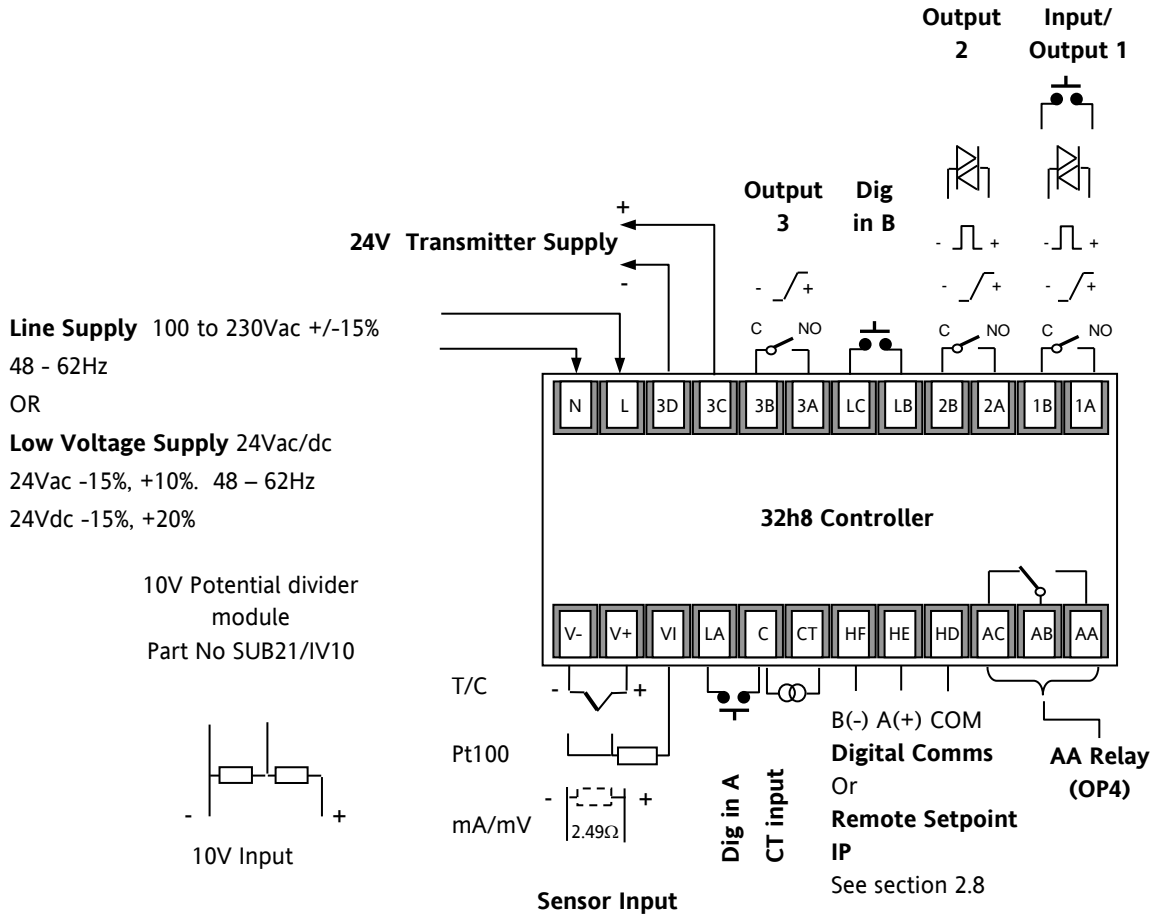 Output
2
Input/
Output 1
Output
3
Dig
in B
24V Transmitter Supply
+
-
- +
- +
- +
- +
- +
C NO
C NO
C NO
Line Supply 100 to 230Vac +/-15%
48 - 62Hz
OR
Low Voltage Supply 24Vac/dc
24Vac -15%, +10%. 48 – 62Hz
24Vdc -15%, +20%
N L 3D 3C 3B 3A LC LB 2B 2A 1B 1A
32h8 Controller
V- V+ VI LA C CT HF HE HD AC AB AA
10V Potential divider
module
Part No SUB21/IV10
- +
10V Input
T/C
- +
Pt100
mA/mV
- +
2.49Ω
Sensor Input
Dig in A
CT input
B(-) A(+) COM
Digital Comms
Or
Remote Setpoint
IP
See section 2.8
AA Relay
(OP4)